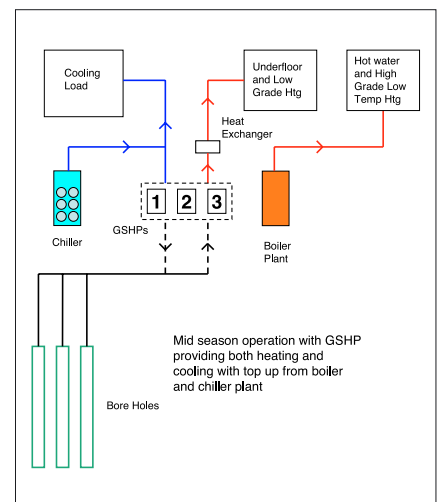 Cooling
Load
Underfloor
and Low
Grade Htg
Hot water
and High
Grade Low
Temp Htg
Heat
Exchanger
1 2 3
Chiller
GSHPs
Boiler
Plant
Mid season operation with GSHP
providing both heating and
cooling with top up from boiler
and chiller plant
Bore Holes